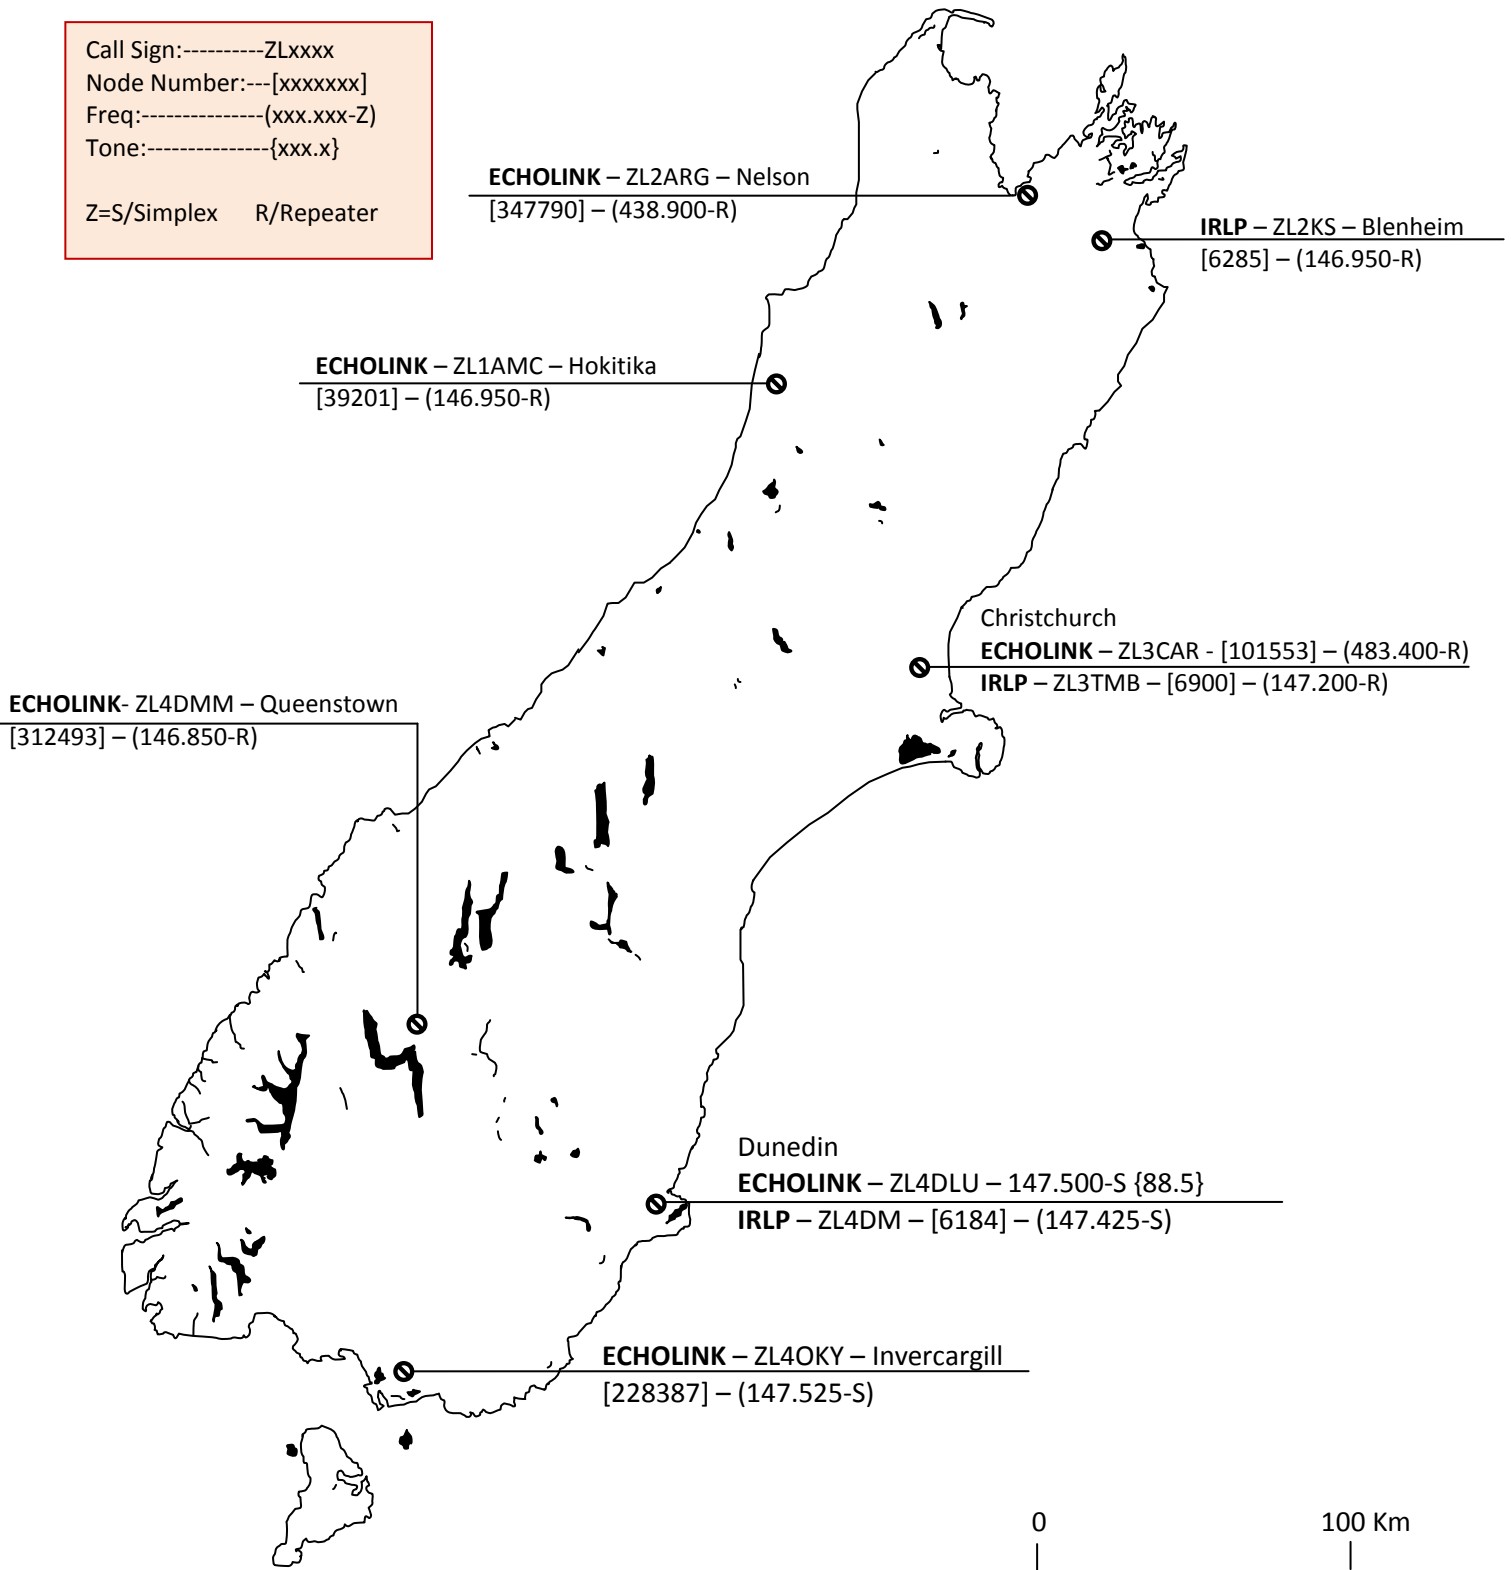 Call Sign:----------ZLxxxx
Node Number:---[xxxxxxx]
Freq:---------------(xxx.xxx-Z)
Tone:---------------{xxx.x}
Z=S/Simplex R/Repeater
ECHOLINK – ZL2ARG – Nelson
[347790] – (438.900-R)
IRLP – ZL2KS – Blenheim
[6285] – (146.950-R)
ECHOLINK – ZL1AMC – Hokitika
[39201] – (146.950-R)
Christchurch
ECHOLINK – ZL3CAR - [101553] – (483.400-R)
IRLP – ZL3TMB – [6900] – (147.200-R)
ECHOLINK- ZL4DMM – Queenstown
[312493] – (146.850-R)
Dunedin
ECHOLINK – ZL4DLU – 147.500-S {88.5}
IRLP – ZL4DM – [6184] – (147.425-S)
ECHOLINK – ZL4OKY – Invercargill
[228387] – (147.525-S)
0 100 Km